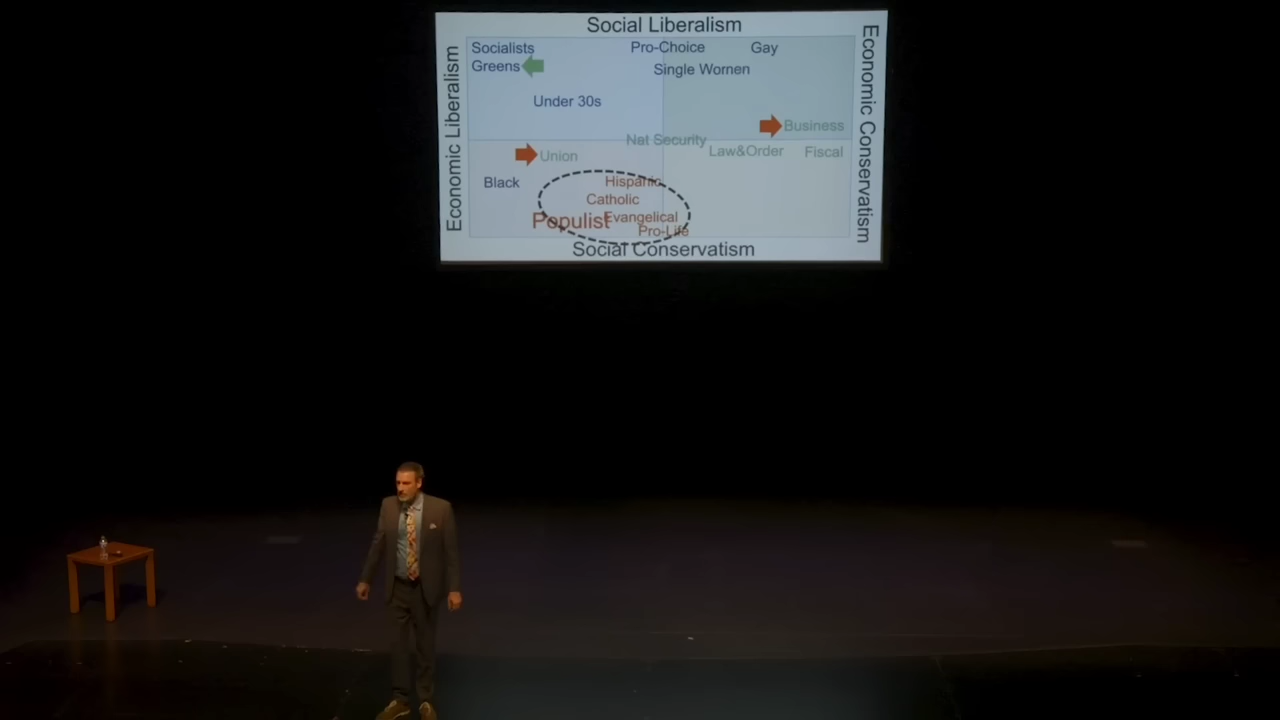 Social Liberalism
Economic Liberalism
Economic Conservatism
Socialists
Pro-Choice
Gay
Greens
Single Women
Under 30s
Business
Nat Security
Union
Law&Order
Fiscal
Black
Hispanic
Catholic
Populist
Evangelical
Pro-Life
Social Conservatism